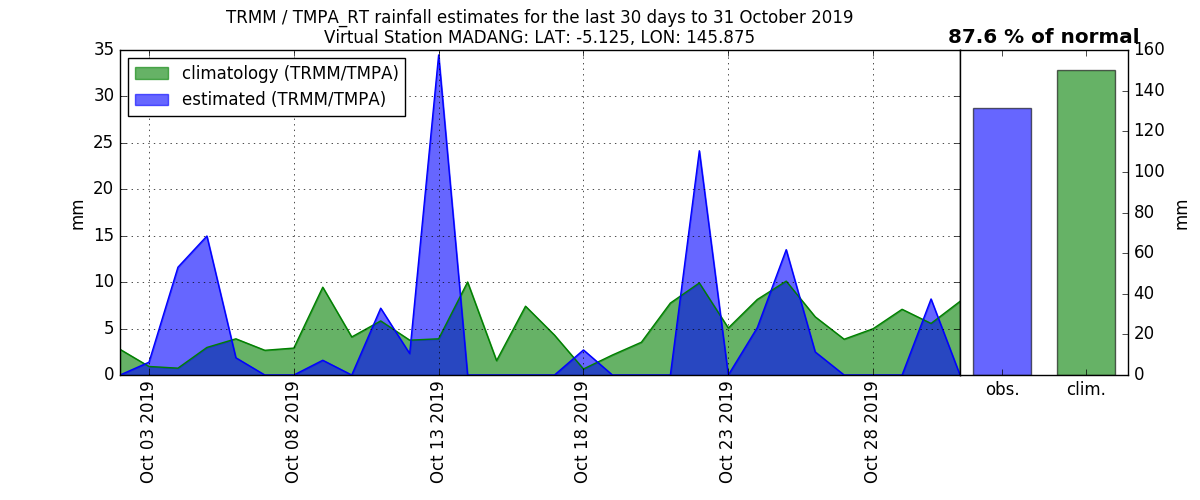 TRMM / TMPA_RT rainfall estimates for the last 30 days to 31 October 2019
Virtual Station MADANG: LAT: -5.125, LON: 145.875
87.6 % of normal
climatology (TRMM/TMPA)
estimated (TRMM/TMPA)
35
30
25
20
15
10
5
0
mm
Oct 03 2019
Oct 08 2019
Oct 13 2019
Oct 18 2019
Oct 23 2019
Oct 28 2019
obs.
clim.
160
140
120
100
80
60
40
20
0
mm